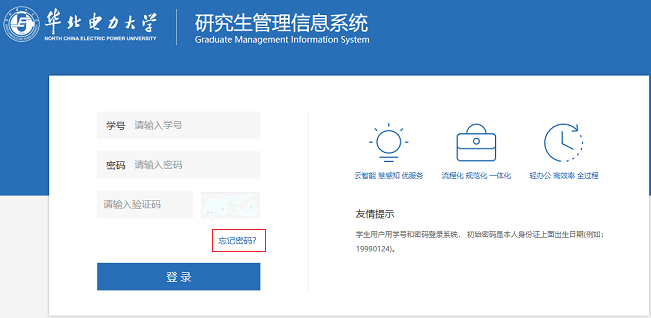 华北电力大学
NORTH CHINA ELECTRIC POWER UNIVERSITY
研究生管理信息系统
Graduate Management Information System
学号 请输入学号
密码 请输入密码
请输入验证码
忘记密码?
登 录
云智能 慧感知 优服务
流程化 规范化 一体化
轻办公 高效率 全过程
友情提示
学生用户用学号和密码登录系统， 初始密码是本人身份证上面出生日期(例如:
19990124)。